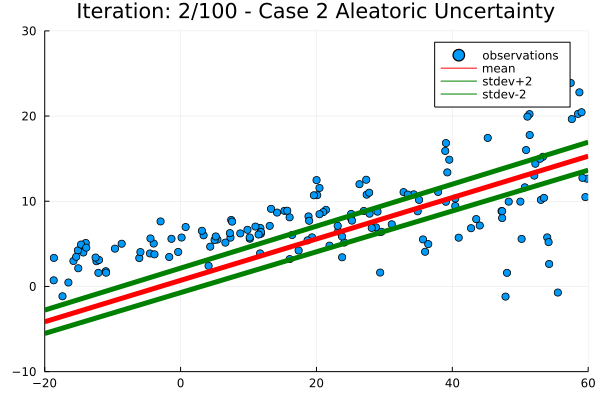 Iteration: 2/100 - Case 2 Aleatoric Uncertainty
30
20
10
0
−10
−20
0
20
40
60
observations
mean
stdev+2
stdev-2